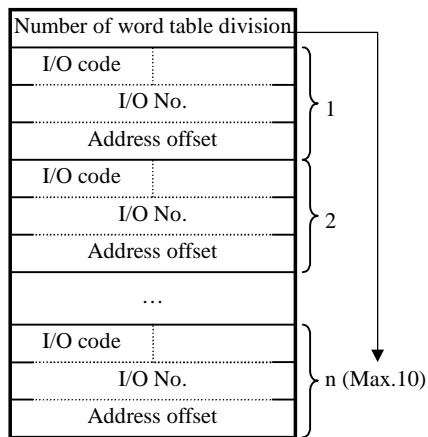 Number of word table division
I/O code
I/O No.
Address offset
1
I/O code
I/O No.
Address offset
2
…
I/O code
I/O No.
Address offset
n (Max.10)